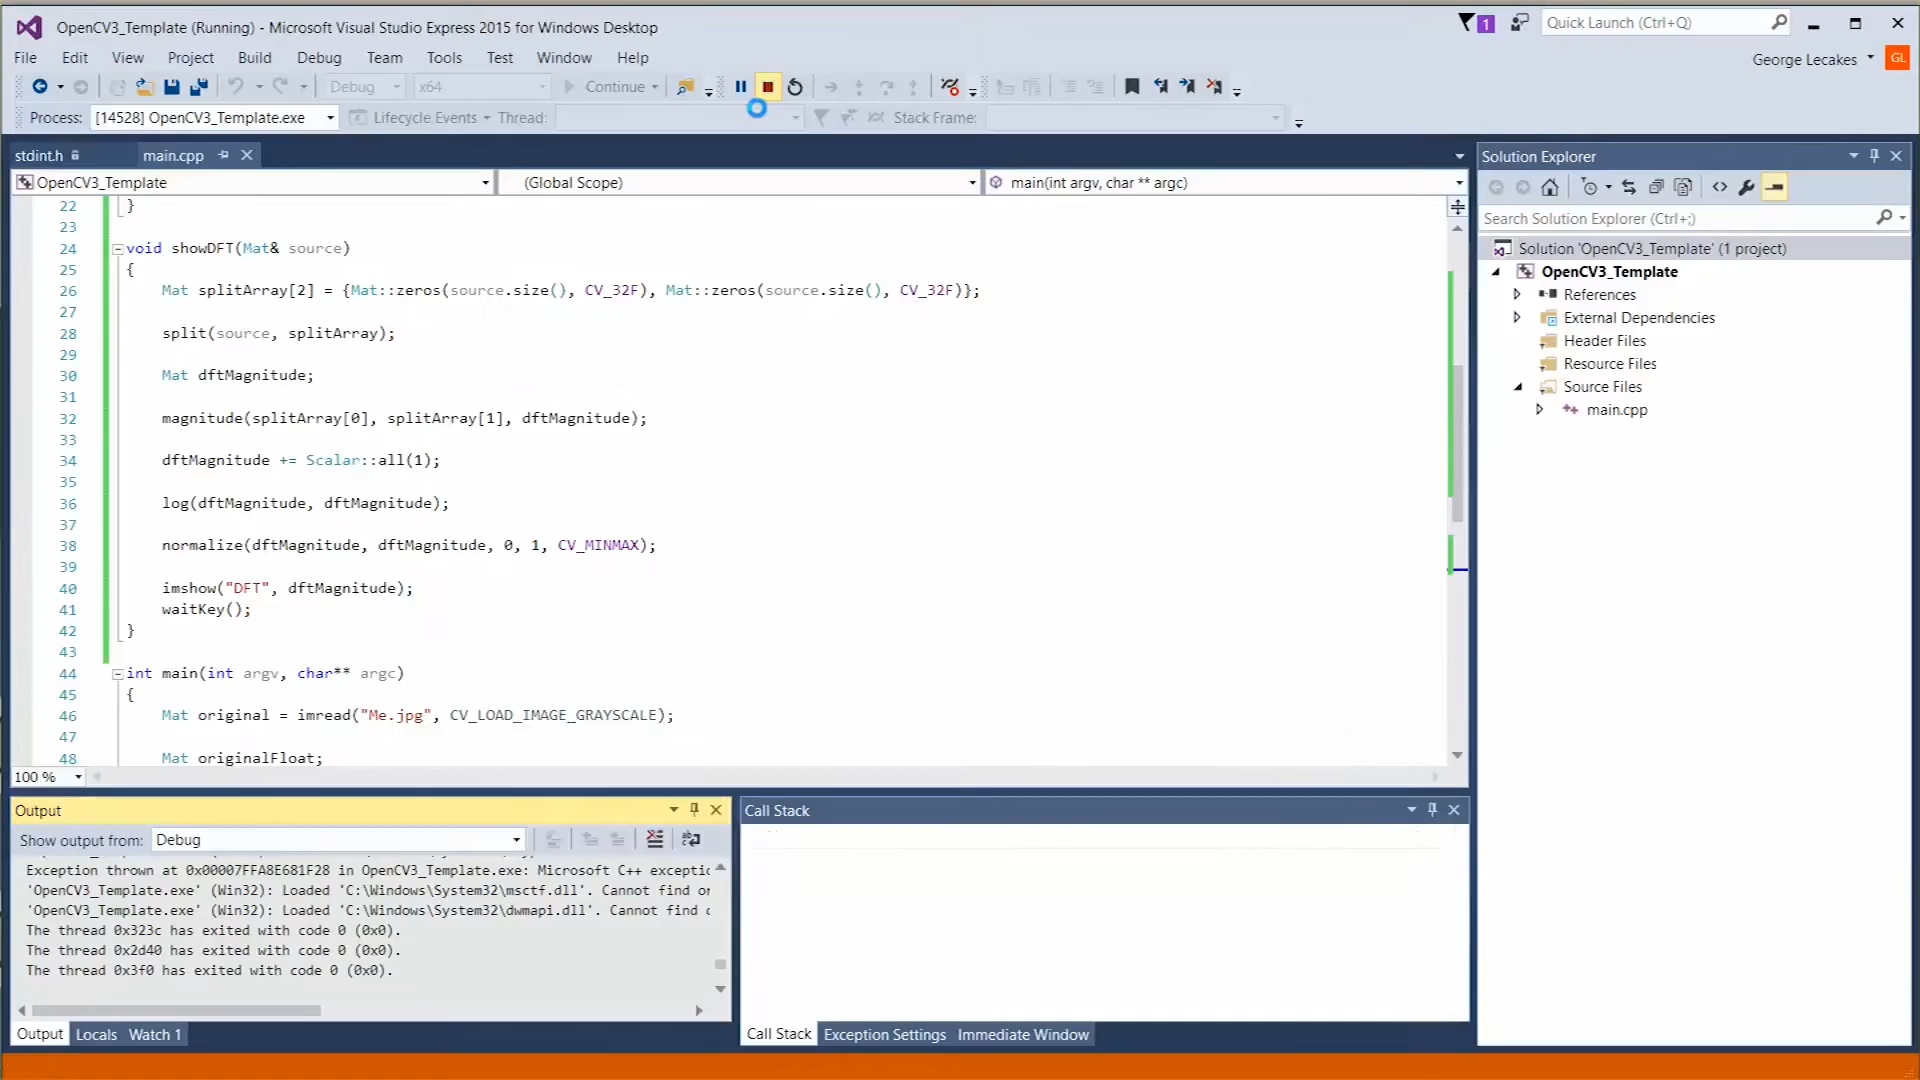 OpenCV3_Template (Running) - Microsoft Visual Studio Express 2015 for Windows Desktop
1
Quick Launch (Ctrl+Q)
File Edit View Project Build Debug Team Tools Test Window Help
George Lecakes
GL
Debug x64 Continue
Process: [14528] OpenCV3_Template.exe Lifecycle Events Thread: Stack Frame:
stdint.h main.cpp
OpenCV3_Template (Global Scope) main(int argv, char ** argc)
22 }
23
24 void showDFT(Mat& source)
25 {
26 Mat splitArray[2] = {Mat::zeros(source.size(), CV_32F), Mat::zeros(source.size(), CV_32F)};
27
28 split(source, splitArray);
29
30 Mat dftMagnitude;
31
32 magnitude(splitArray[0], splitArray[1], dftMagnitude);
33
34 dftMagnitude += Scalar::all(1);
35
36 log(dftMagnitude, dftMagnitude);
37
38 normalize(dftMagnitude, dftMagnitude, 0, 1, CV_MINMAX);
39
40 imshow("DFT", dftMagnitude);
41 waitKey();
42 }
43
44 int main(int argv, char** argc)
45 {
46 Mat original = imread("Me.jpg", CV_LOAD_IMAGE_GRAYSCALE);
47
48 Mat originalFloat;
100 %
Solution Explorer
Search Solution Explorer (Ctrl+;)
Solution 'OpenCV3_Template' (1 project)
OpenCV3_Template
References
External Dependencies
Header Files
Resource Files
Source Files
main.cpp
Output
Show output from: Debug
Exception thrown at 0x00007FFA8E681F28 in OpenCV3_Template.exe: Microsoft C++ exceptic
'OpenCV3_Template.exe' (Win32): Loaded 'C:\Windows\System32\msctf.dll'. Cannot find or
'OpenCV3_Template.exe' (Win32): Loaded 'C:\Windows\System32\dwmapi.dll'. Cannot find
The thread 0x323c has exited with code 0 (0x0).
The thread 0x2d40 has exited with code 0 (0x0).
The thread 0x3f0 has exited with code 0 (0x0).
Output Locals Watch 1
Call Stack
Call Stack Exception Settings Immediate Window